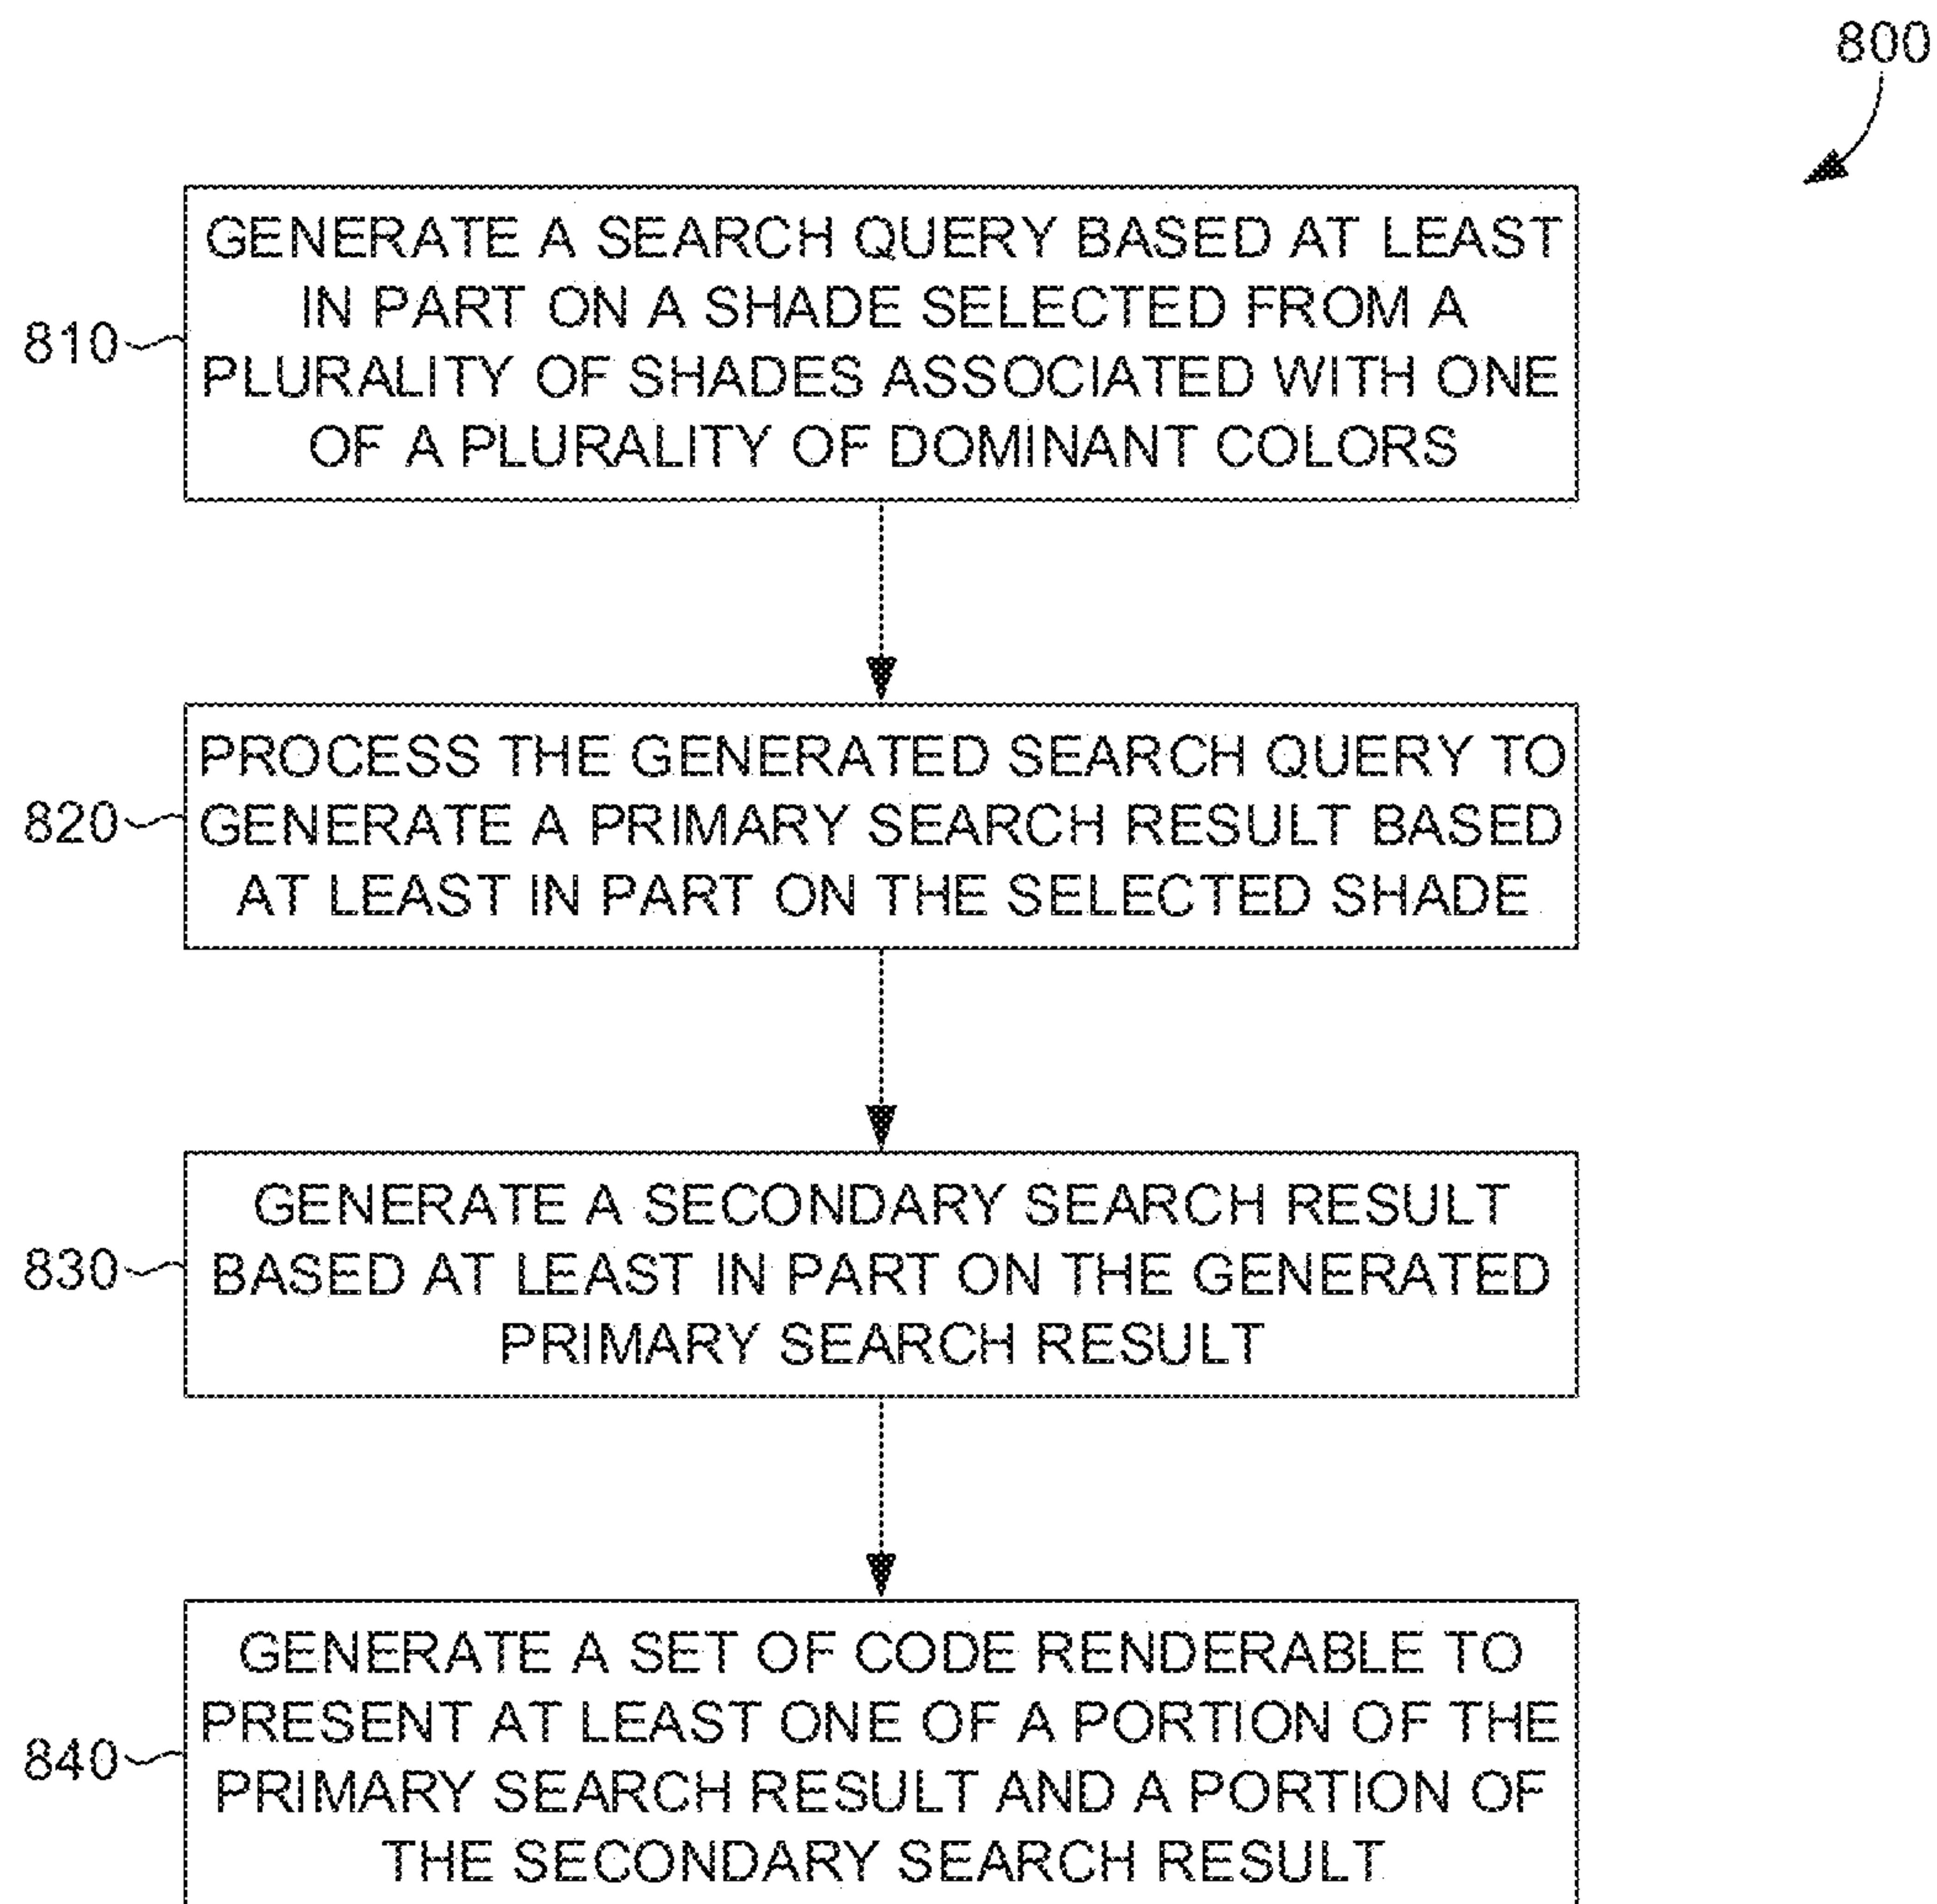 800
GENERATE A SEARCH QUERY BASED AT LEAST
IN PART ON A SHADE SELECTED FROM A
PLURALITY OF SHADES ASSOCIATED WITH ONE
OF A PLURALITY OF DOMINANT COLORS
810
PROCESS THE GENERATED SEARCH QUERY TO
GENERATE A PRIMARY SEARCH RESULT BASED
AT LEAST IN PART ON THE SELECTED SHADE
820
GENERATE A SECONDARY SEARCH RESULT
BASED AT LEAST IN PART ON THE GENERATED
PRIMARY SEARCH RESULT
830
GENERATE A SET OF CODE RENDERABLE TO
PRESENT AT LEAST ONE OF A PORTION OF THE
PRIMARY SEARCH RESULT AND A PORTION OF
THE SECONDARY SEARCH RESULT
840